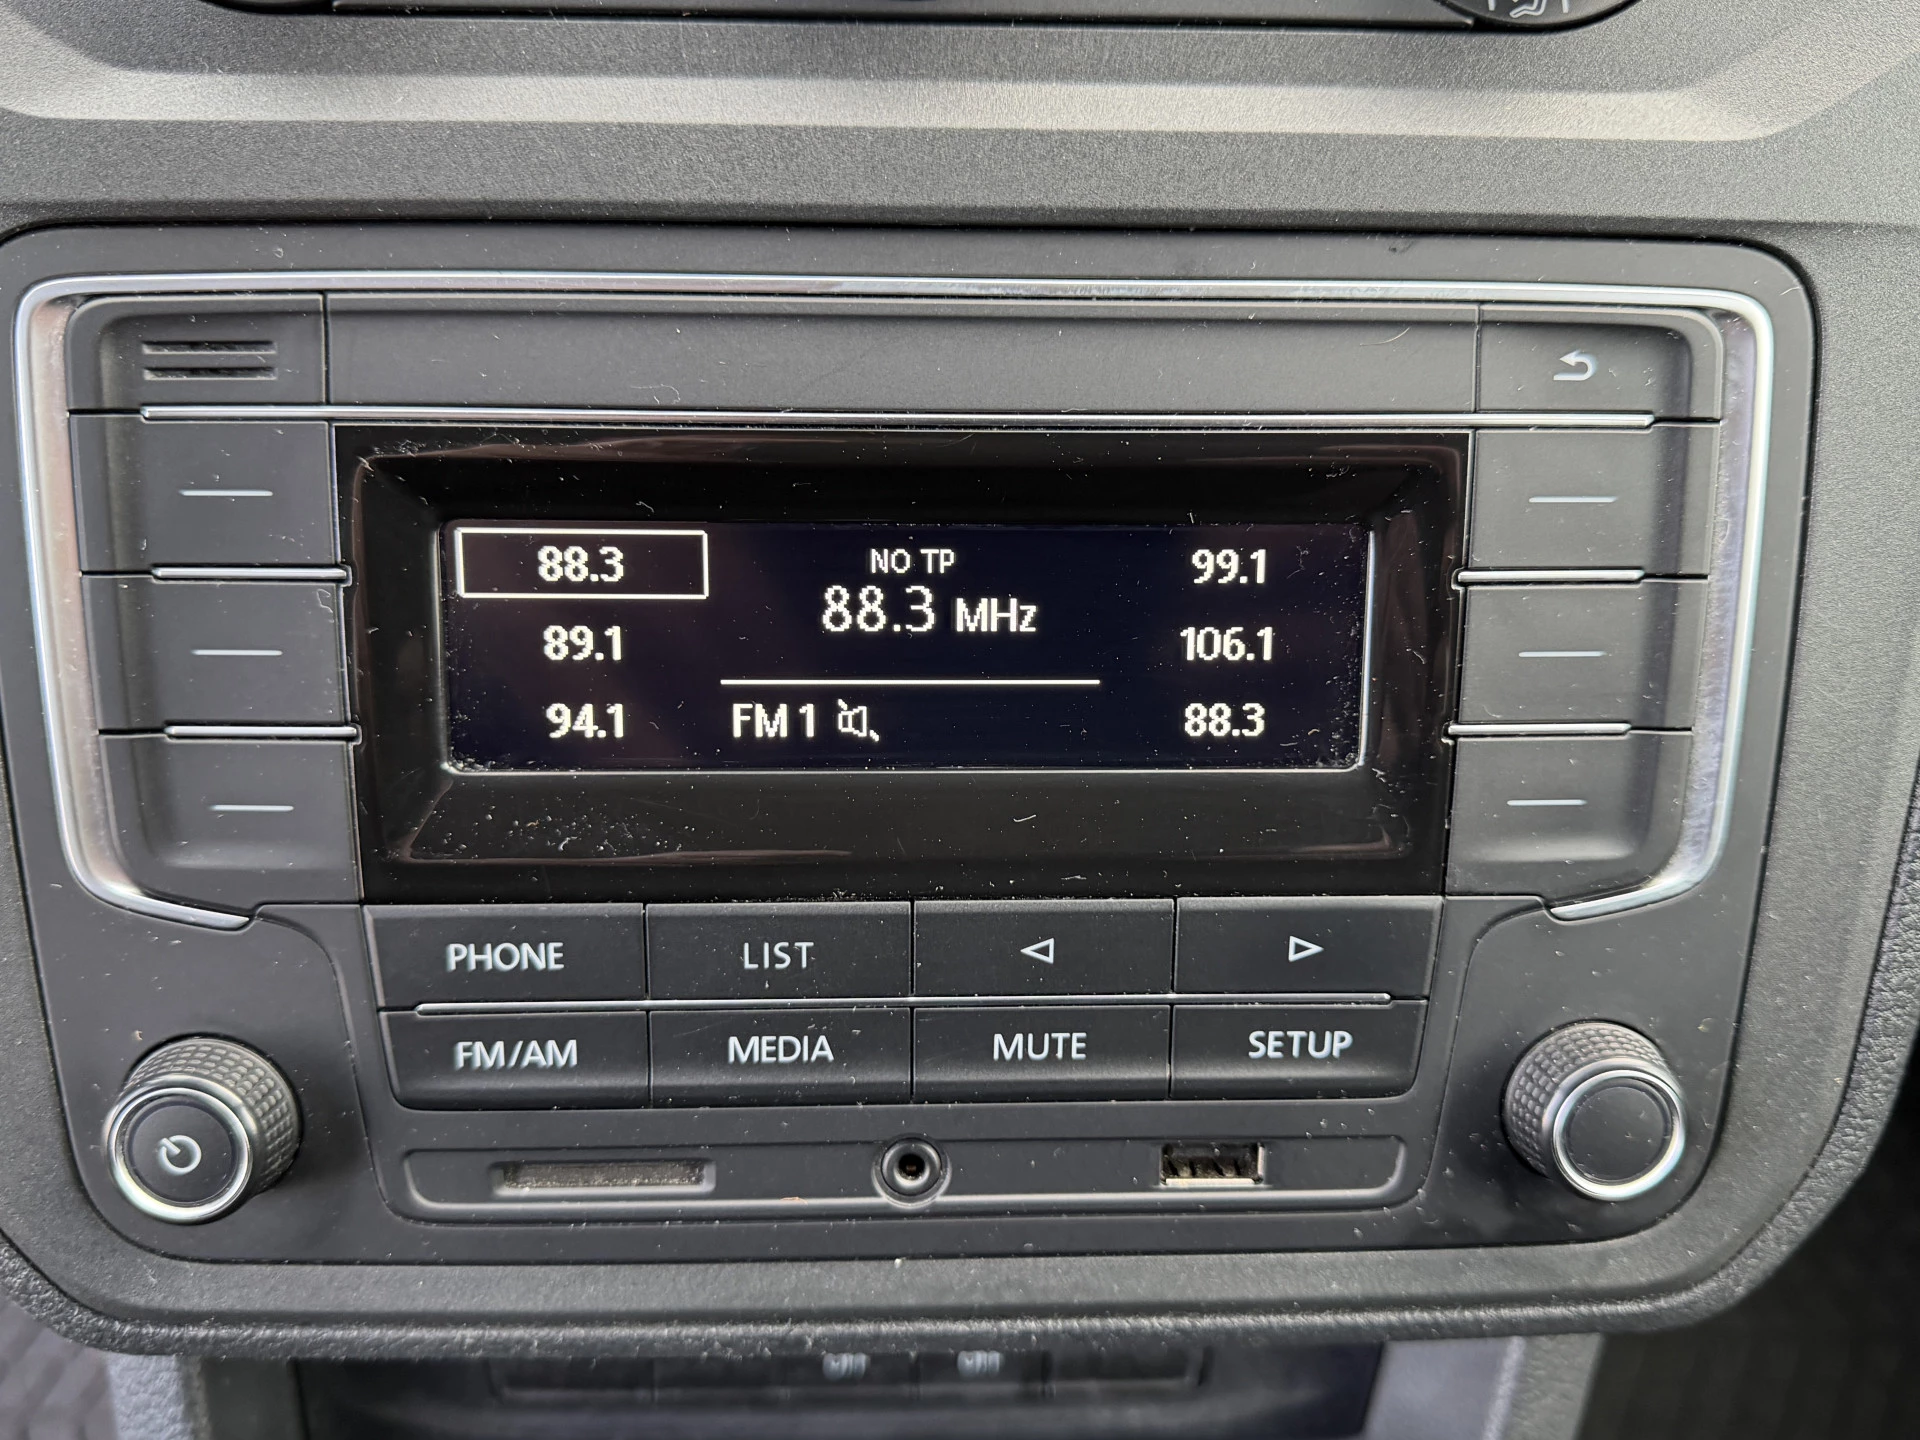 88.3 NO TP 99.1
88.3 MHz
89.1 106.1
94.1 FM 1 88.3
PHONE LIST
FM/AM MEDIA MUTE SETUP